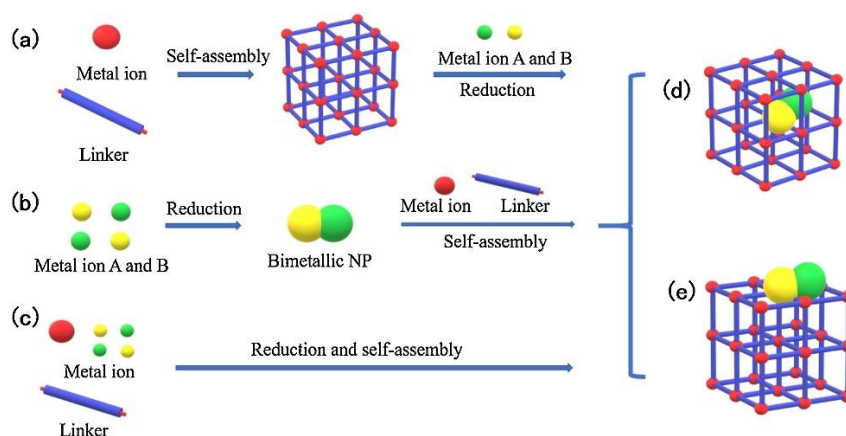 (a)
Metal ion
Linker
Self-assembly
Metal ion A and B
Reduction
(b)
Metal ion A and B
Reduction
Bimetallic NP
Metal ion
Linker
Self-assembly
(c)
Metal ion
Linker
Reduction and self-assembly
(d)
(e)